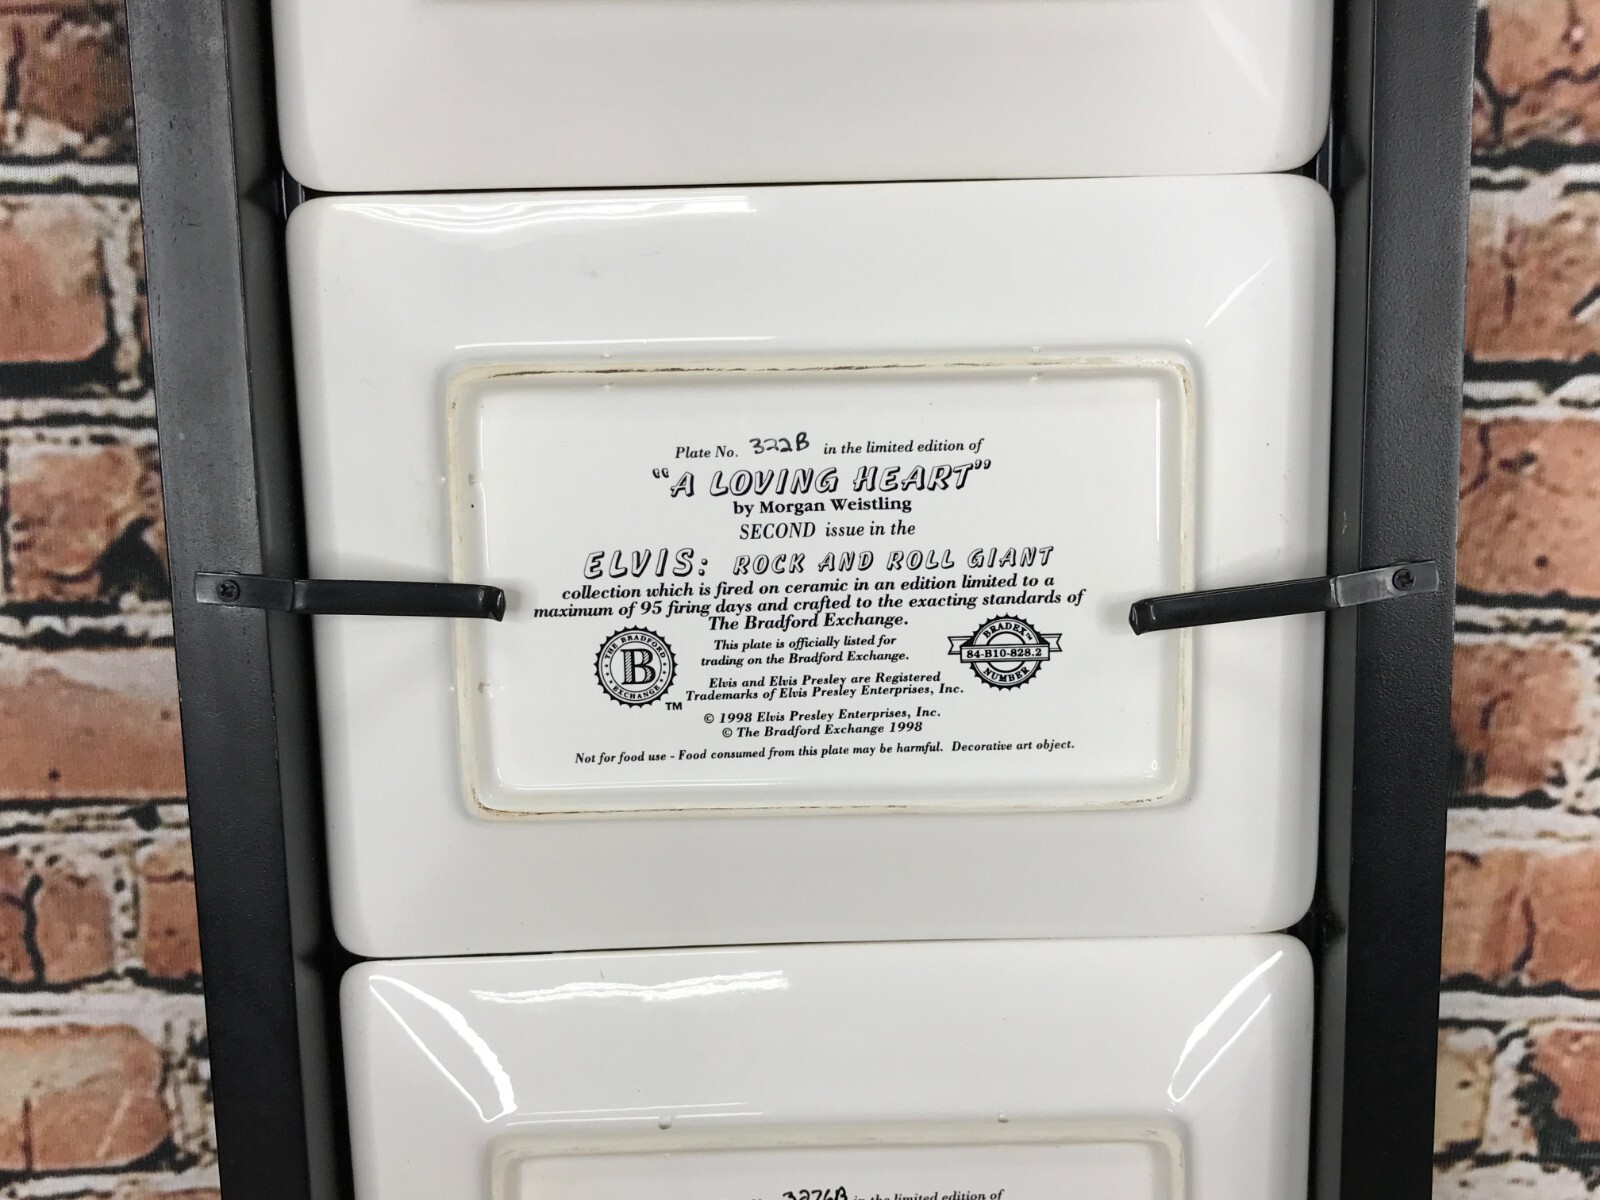 Plate No. 322B in the limited edition of
"A LOVING HEART"
by Morgan Weistling
SECOND issue in the
ELVIS: ROCK AND ROLL GIANT
collection which is fired on ceramic in an edition limited to a
maximum of 95 firing days and crafted to the exacting standards of
The Bradford Exchange.
This plate is officially listed for
trading on the Bradford Exchange.
Elvis and Elvis Presley are Registered
Trademarks of Elvis Presley Enterprises, Inc.
© 1998 Elvis Presley Enterprises, Inc.
© The Bradford Exchange 1998
Not for food use - Food consumed from this plate may be harmful. Decorative art object.
THE BRADFORD
B
EXCHANGE
TM
BRADEX™
84-B10-828.2
NUMBER
3276B in the limited edition of